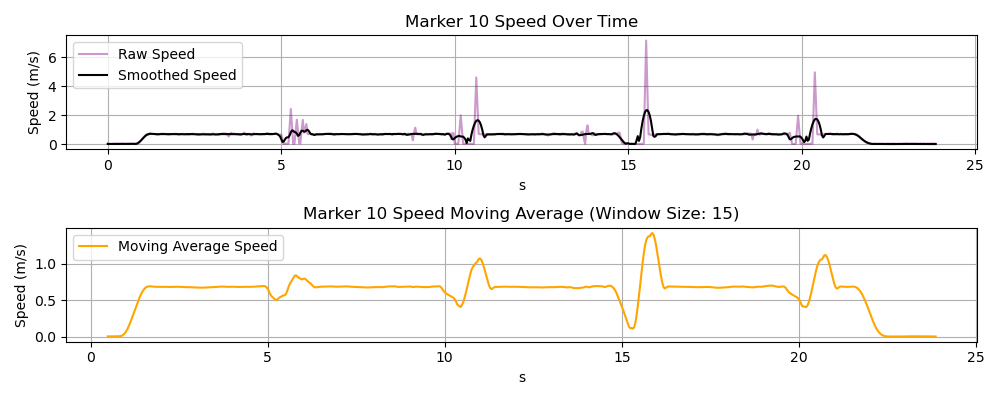 Marker 10 Speed Over Time
Speed (m/s)
6
4
2
0
Raw Speed
Smoothed Speed
0 5 10 15 20 25
s
Marker 10 Speed Moving Average (Window Size: 15)
Speed (m/s)
1.0
0.5
0.0
Moving Average Speed
0 5 10 15 20 25
s